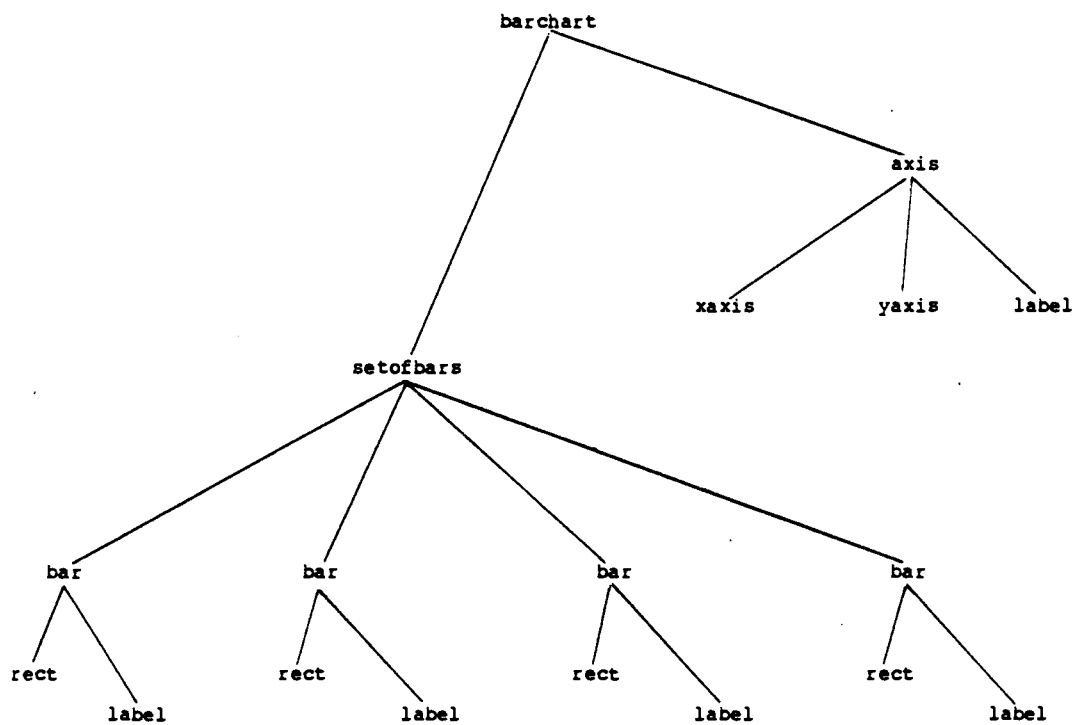 barchart
axis
xaxis yaxis label
setofbars
bar bar bar bar
rect rect rect rect
label label label label